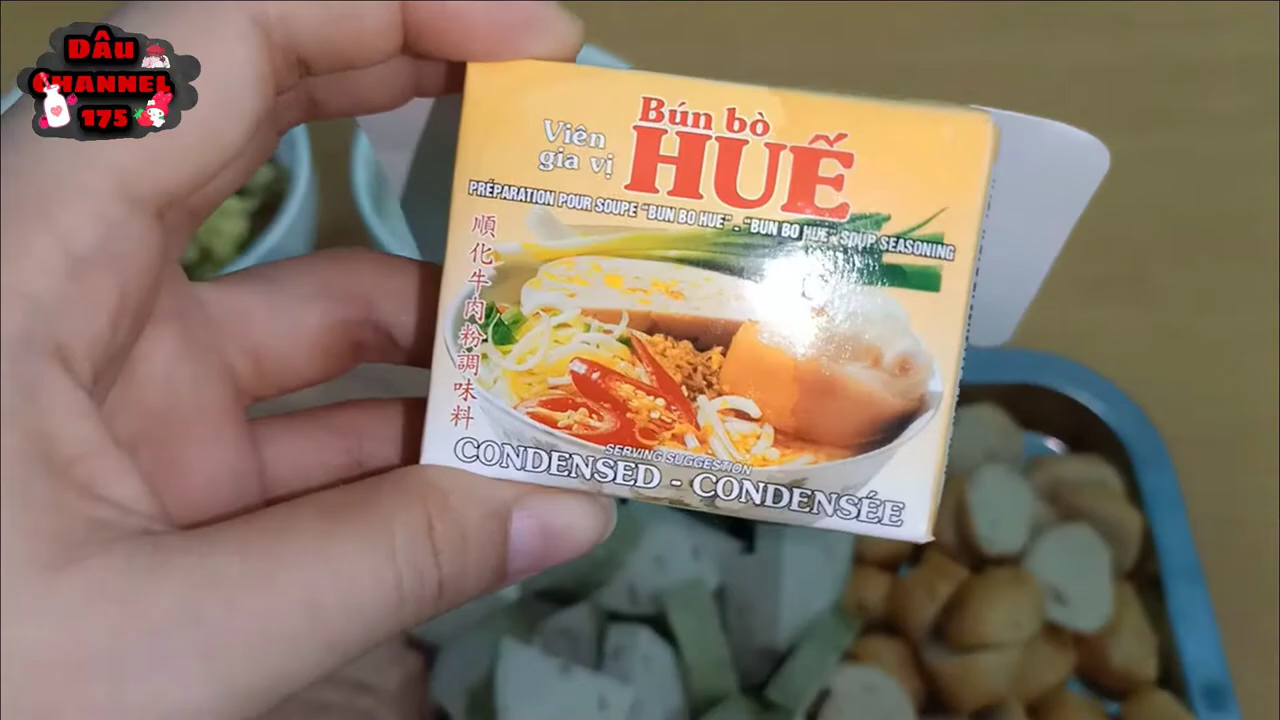 Dâu
CHANNEL
175
Bún bò
Viên
gia vị
HUẾ
PRÉPARATION POUR SOUPE "BUN BO HUE" - "BUN BO HUE" SOUP SEASONING
順化牛肉粉調味料
SERVING SUGGESTION
CONDENSED - CONDENSÉE